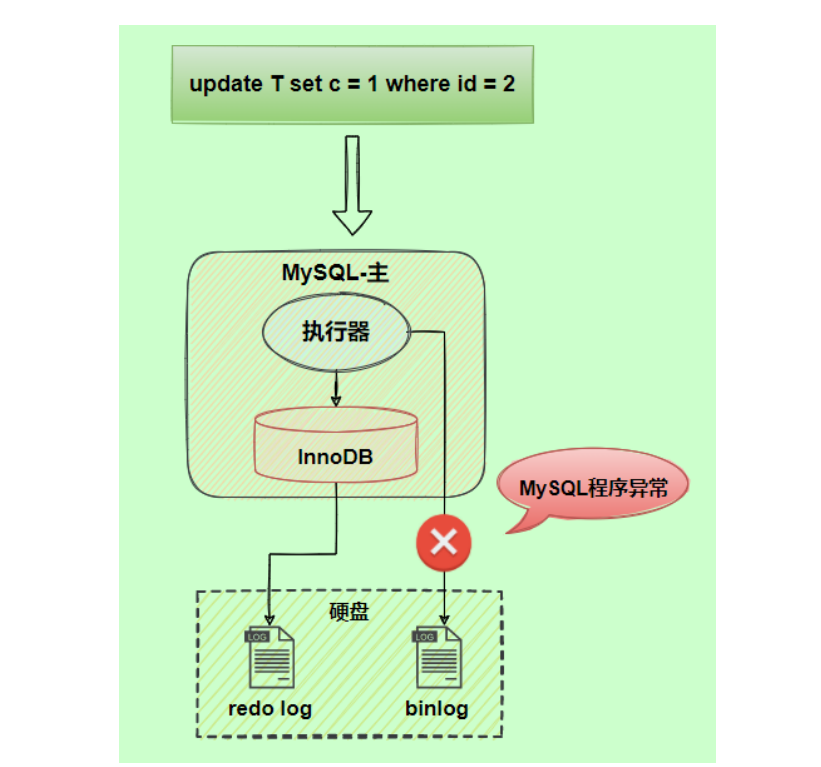 update T set c = 1 where id = 2
MySQL-主
执行器
InnoDB
MySQL程序异常
硬盘
LOG
LOG
redo log
binlog